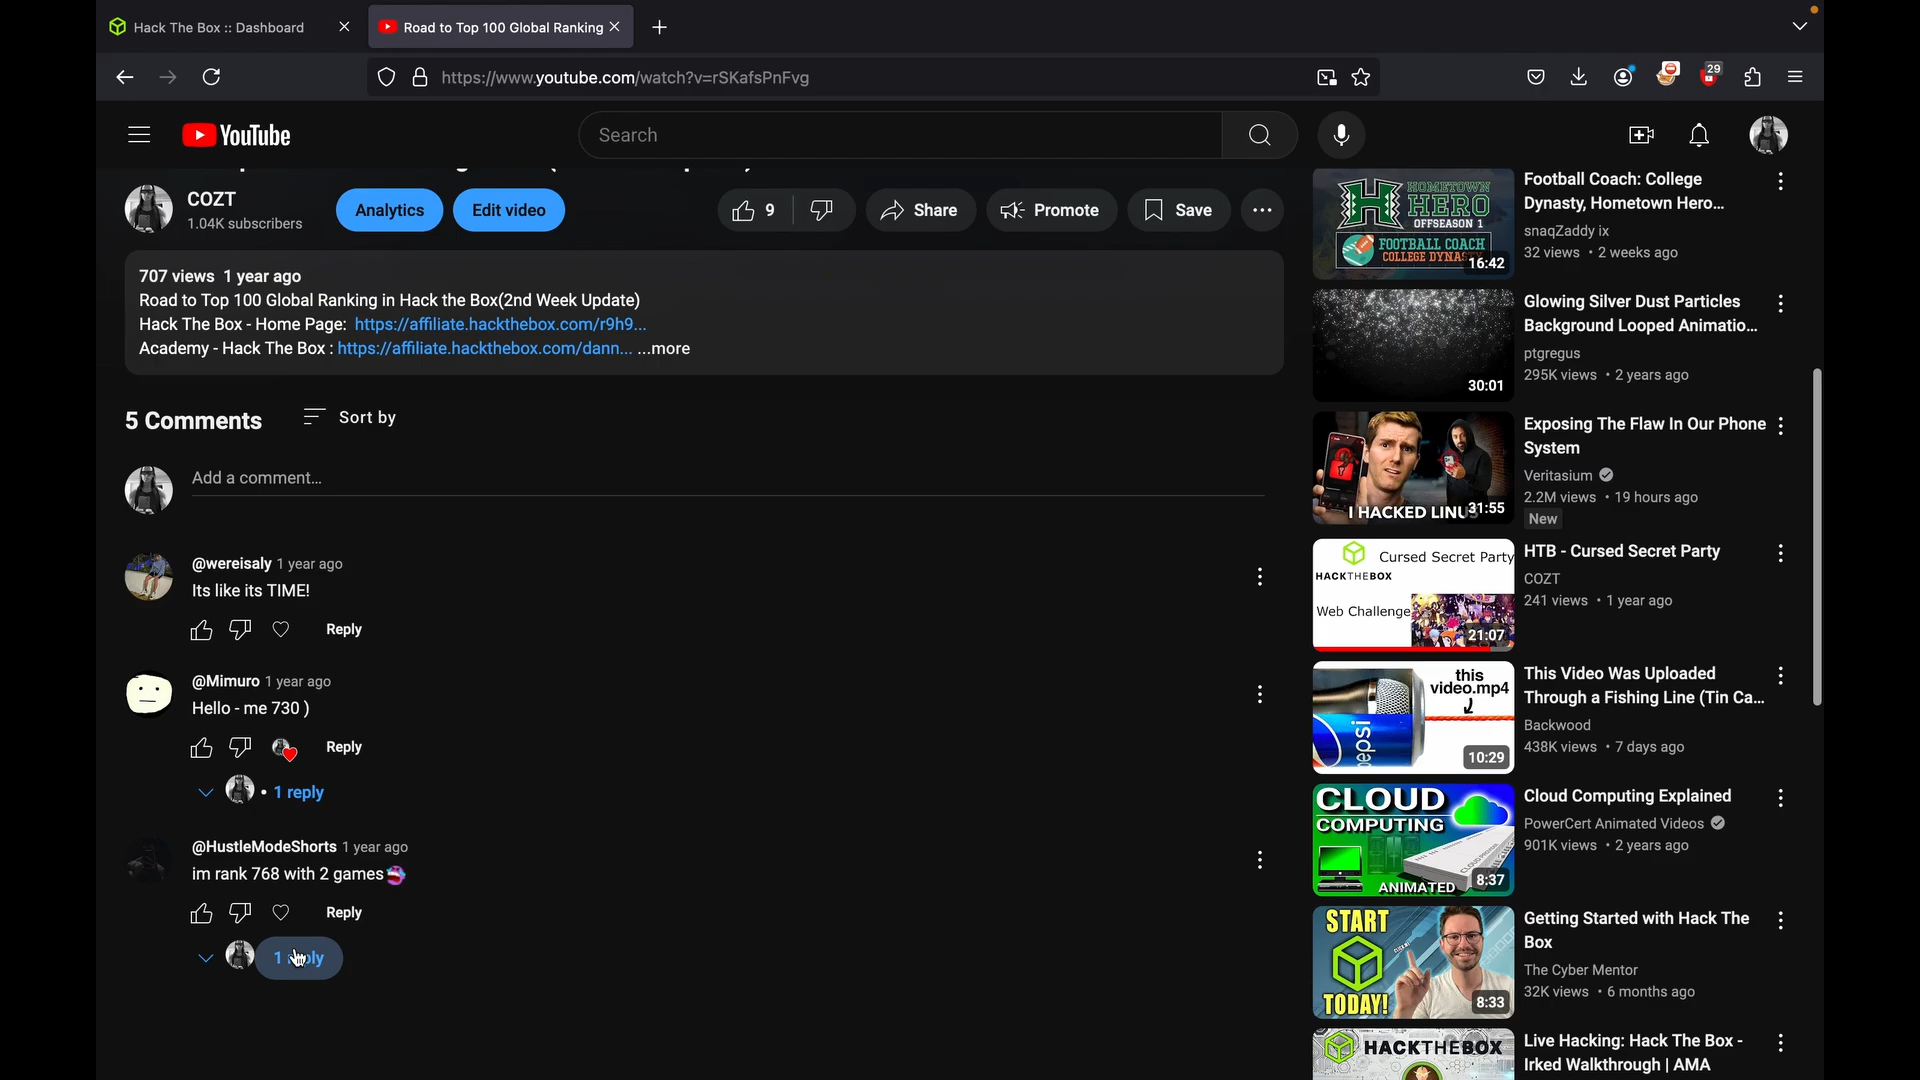 Hack The Box :: Dashboard
Road to Top 100 Global Ranking
https://www.youtube.com/watch?v=rSKafsPnFvg
29
YouTube
Search
COZT
1.04K subscribers
Analytics
Edit video
9
Share
Promote
Save
707 views 1 year ago
Road to Top 100 Global Ranking in Hack the Box(2nd Week Update)
Hack The Box - Home Page: https://affiliate.hackthebox.com/r9h9...
Academy - Hack The Box : https://affiliate.hackthebox.com/dann... ...more
5 Comments
Sort by
Add a comment...
@wereisaly 1 year ago
Its like its TIME!
Reply
@Mimuro 1 year ago
Hello - me 730 )
Reply
• 1 reply
@HustleModeShorts 1 year ago
im rank 768 with 2 games
Reply
HOMETOWN
HERO
OFFSEASON 1
FOOTBALL COACH
COLLEGE DYNASTY
16:42
Football Coach: College
Dynasty, Hometown Hero...
snaqZaddy ix
32 views • 2 weeks ago
30:01
Glowing Silver Dust Particles
Background Looped Animatio...
ptgregus
295K views • 2 years ago
I HACKED LINUS
31:55
Exposing The Flaw In Our Phone
System
Veritasium
2.2M views • 19 hours ago
New
Cursed Secret Party
HACKTHEBOX
Web Challenge
21:07
HTB - Cursed Secret Party
COZT
241 views • 1 year ago
this
video.mp4
pepsi
10:29
This Video Was Uploaded
Through a Fishing Line (Tin Ca...
Backwood
438K views • 7 days ago
CLOUD
COMPUTING
ANIMATED
8:37
Cloud Computing Explained
PowerCert Animated Videos
901K views • 2 years ago
START
TODAY!
8:33
Getting Started with Hack The
Box
The Cyber Mentor
32K views • 6 months ago
HACKTHEBOX
Live Hacking: Hack The Box -
Irked Walkthrough | AMA